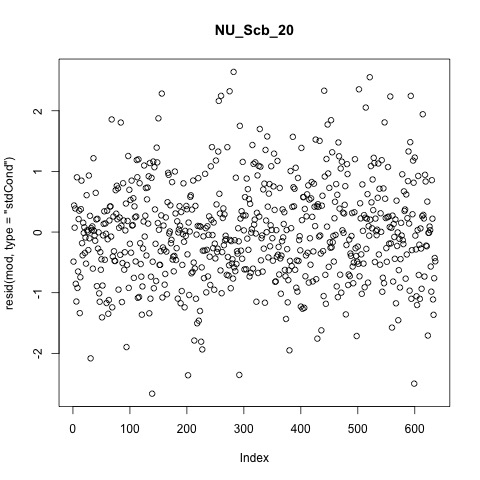 NU_Scb_20
resid(mod, type = "stdCond")
2
1
0
-1
-2
0 100 200 300 400 500 600
Index